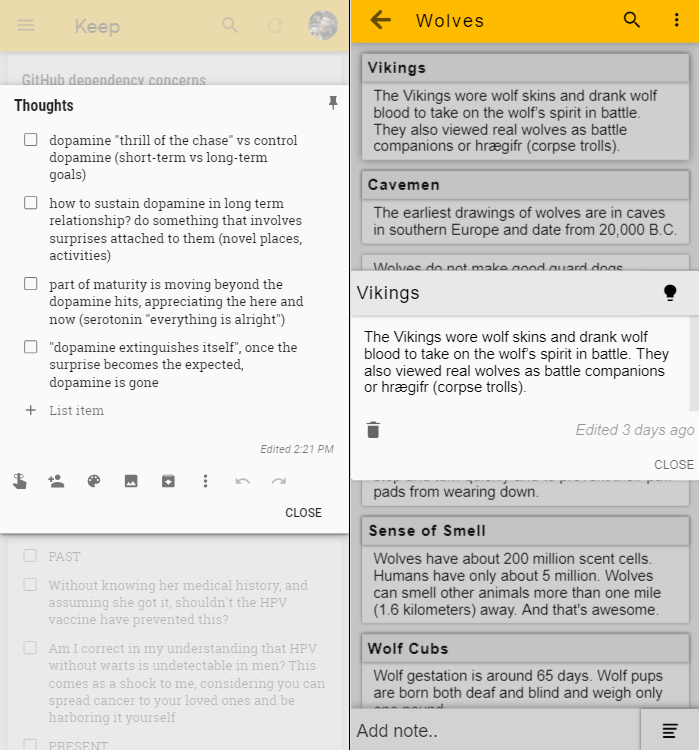 Keep
GitHub dependency concerns
Thoughts
dopamine "thrill of the chase" vs control
dopamine (short-term vs long-term
goals)
how to sustain dopamine in long term
relationship? do something that involves
surprises attached to them (novel places,
activities)
part of maturity is moving beyond the
dopamine hits, appreciating the here and
now (serotonin "everything is alright")
"dopamine extinguishes itself", once the
surprise becomes the expected,
dopamine is gone
+ List item
Edited 2:21 PM
CLOSE
PAST
Without knowing her medical history, and
assuming she got it, shouldn't the HPV
vaccine have prevented this?
Am I correct in my understanding that HPV
without warts is undetectable in men? This
comes as a shock to me, considering you can
spread cancer to your loved ones and be
harboring it yourself
PRESENT
Wolves
Vikings
The Vikings wore wolf skins and drank wolf
blood to take on the wolf's spirit in battle.
They also viewed real wolves as battle
companions or hrægifr (corpse trolls).
Cavemen
The earliest drawings of wolves are in caves
in southern Europe and date from 20,000 B.C.
Wolves do not make good guard dogs
Vikings
The Vikings wore wolf skins and drank wolf
blood to take on the wolf's spirit in battle. They
also viewed real wolves as battle companions
or hrægifr (corpse trolls).
Edited 3 days ago
CLOSE
stop and turn quickly and to prevent their paw
pads from wearing down.
Sense of Smell
Wolves have about 200 million scent cells.
Humans have only about 5 million. Wolves
can smell other animals more than one mile
(1.6 kilometers) away. And that's awesome.
Wolf Cubs
Wolf gestation is around 65 days. Wolf pups
are born both deaf and blind and weigh only
one pound
Add note..